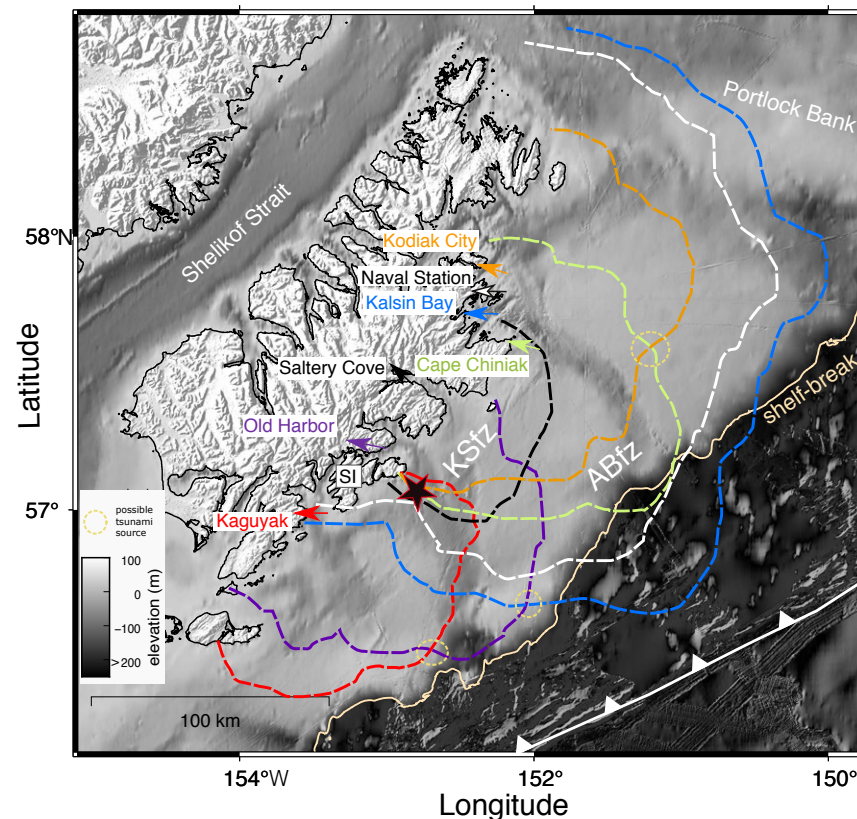 Portlock Bank
Shelikof Strait
58°N
Kodiak City
Naval Station
Kalsin Bay
Saltery Cove
Cape Chiniak
Latitude
shelf-break
Old Harbor
KSfz
ABfz
SI
57°
possible
tsunami
source
Kaguyak
100
0
−100
>200
elevation (m)
100 km
154°W
152°
150°
Longitude